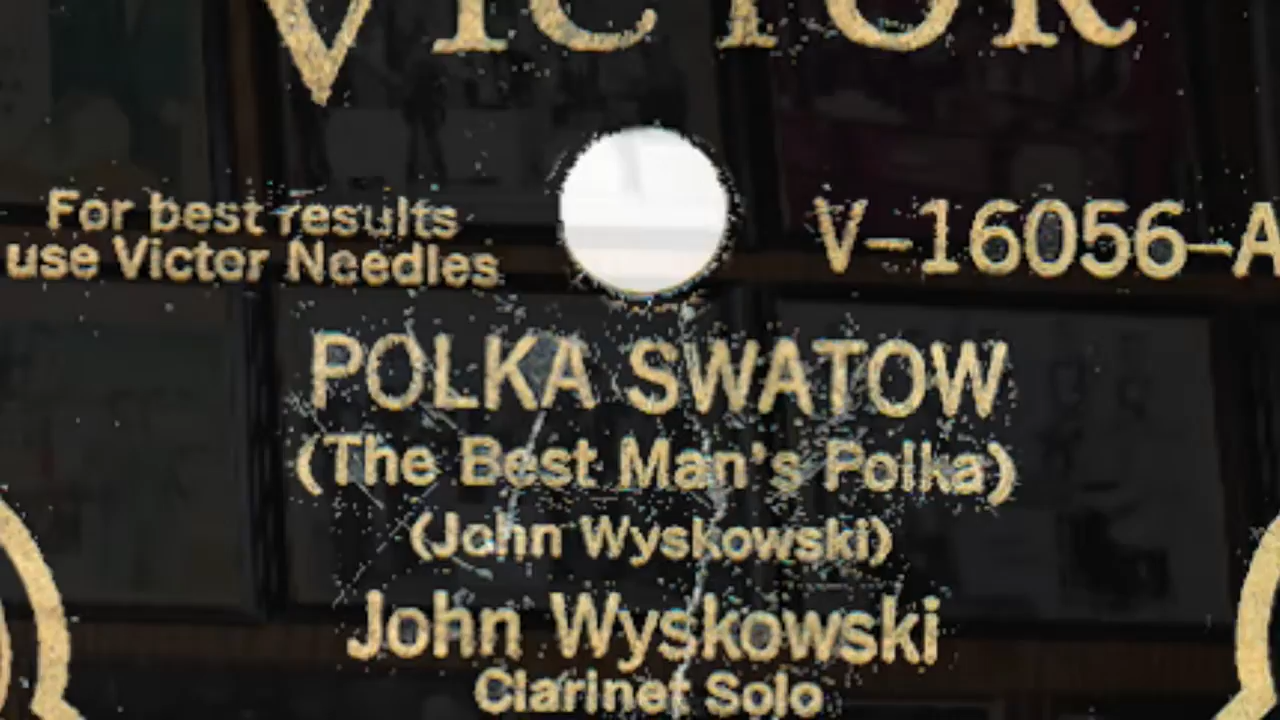 VICTOR
For best results
use Victor Needles
V-16056-A
POLKA SWATOW
(The Best Man's Polka)
(John Wyskowski)
John Wyskowski
Clarinet Solo